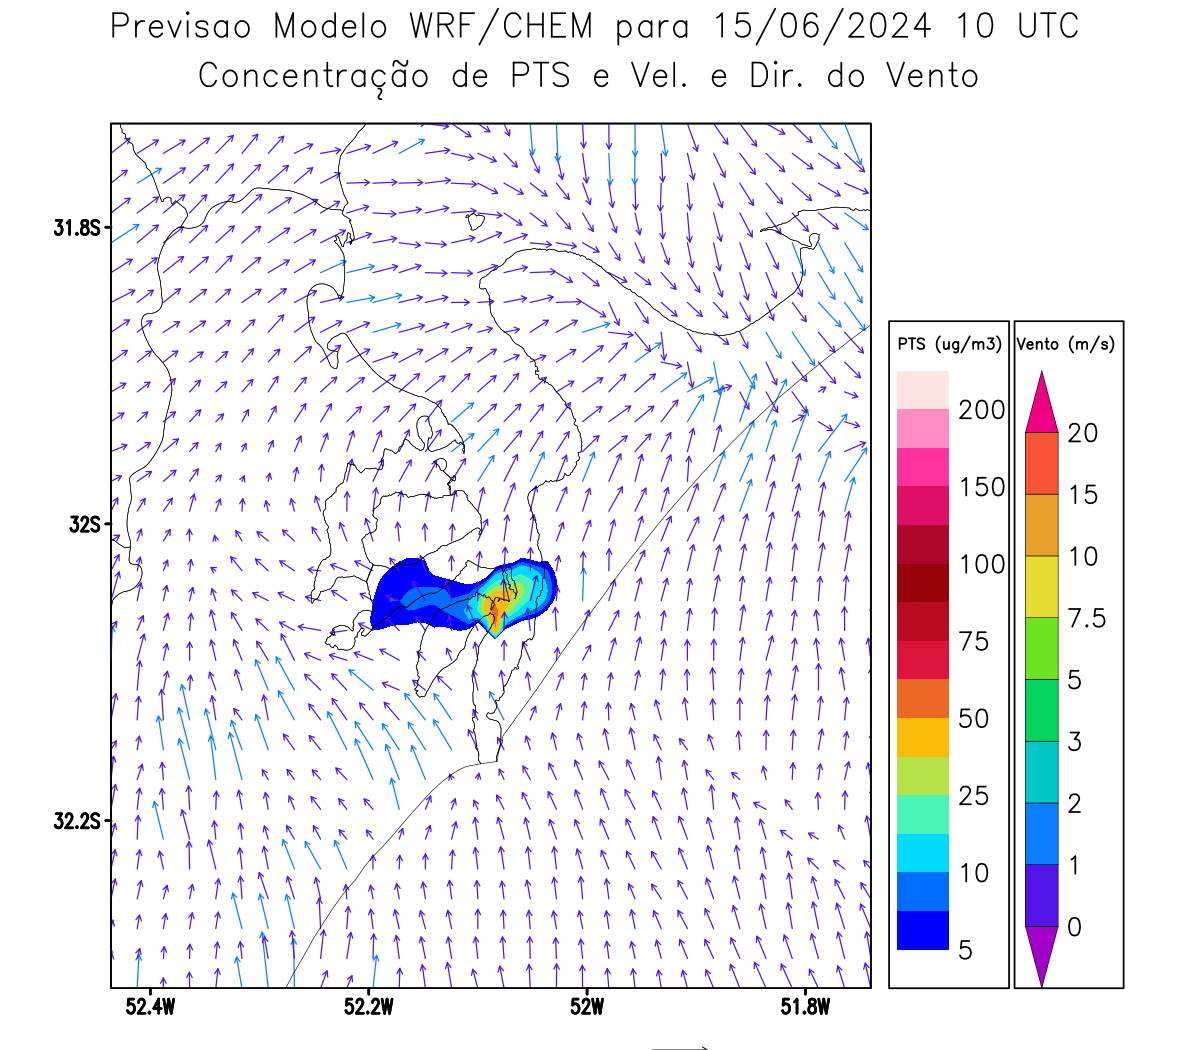 Previsao Modelo WRF/CHEM para 15/06/2024 10 UTC
Concentração de PTS e Vel. e Dir. do Vento
31.8S
32S
32.2S
52.4W
52.2W
52W
51.8W
PTS (ug/m3)
200
150
100
75
50
25
10
5
Vento (m/s)
20
15
10
7.5
5
3
2
1
0